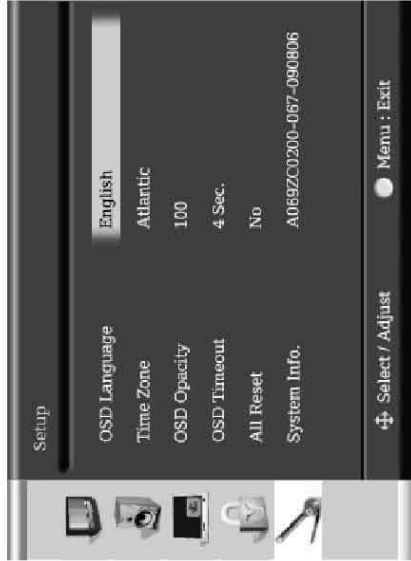 Setup
OSD Language English
Time Zone Atlantic
OSD Opacity 100
OSD Timeout 4 Sec.
All Reset No
System Info. A069ZC0200-067-090806
Select / Adjust Menu : Exit